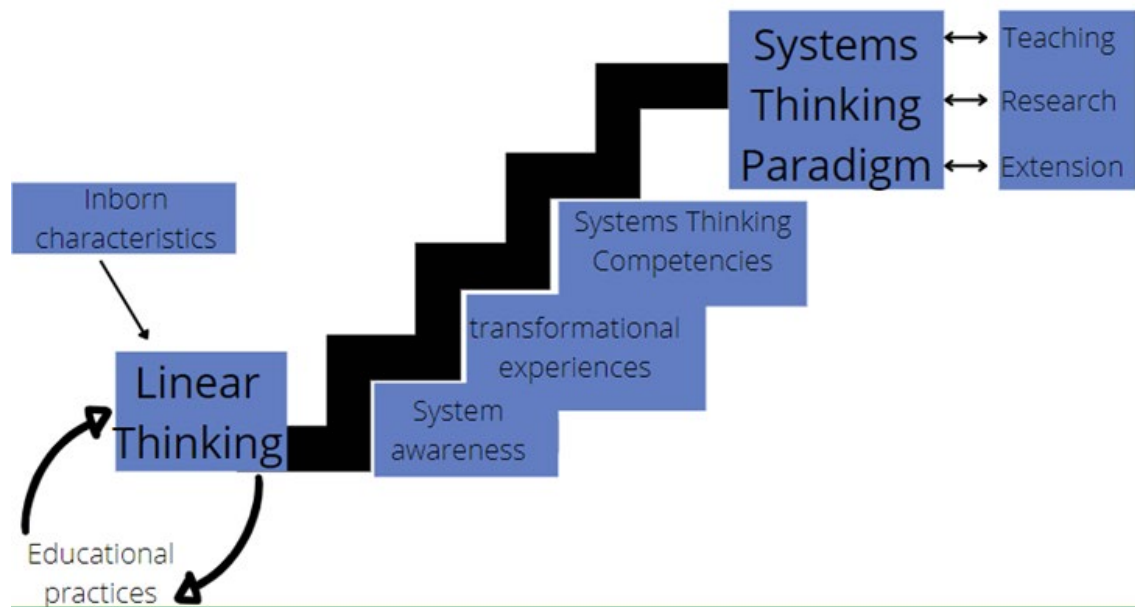 Systems
Thinking
Paradigm
Teaching
Research
Extension
Inborn
characteristics
Systems Thinking
Competencies
transformational
experiences
Linear
Thinking
System
awareness
Educational
practices